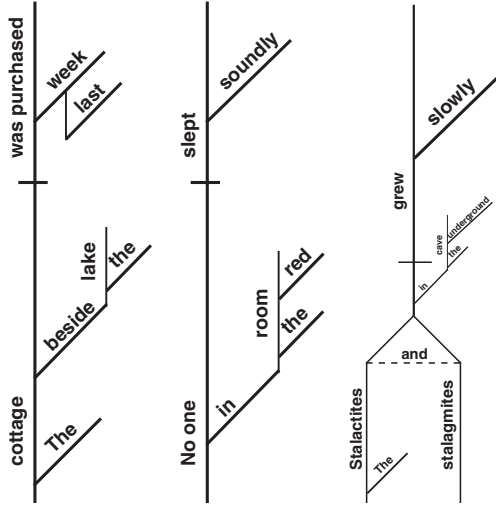 cottage
was purchased
The
beside
lake
the
week
last
No one
slept
in
room
the
red
soundly
Stalactites
The
and
stalagmites
grew
in
cave
the
underground
slowly